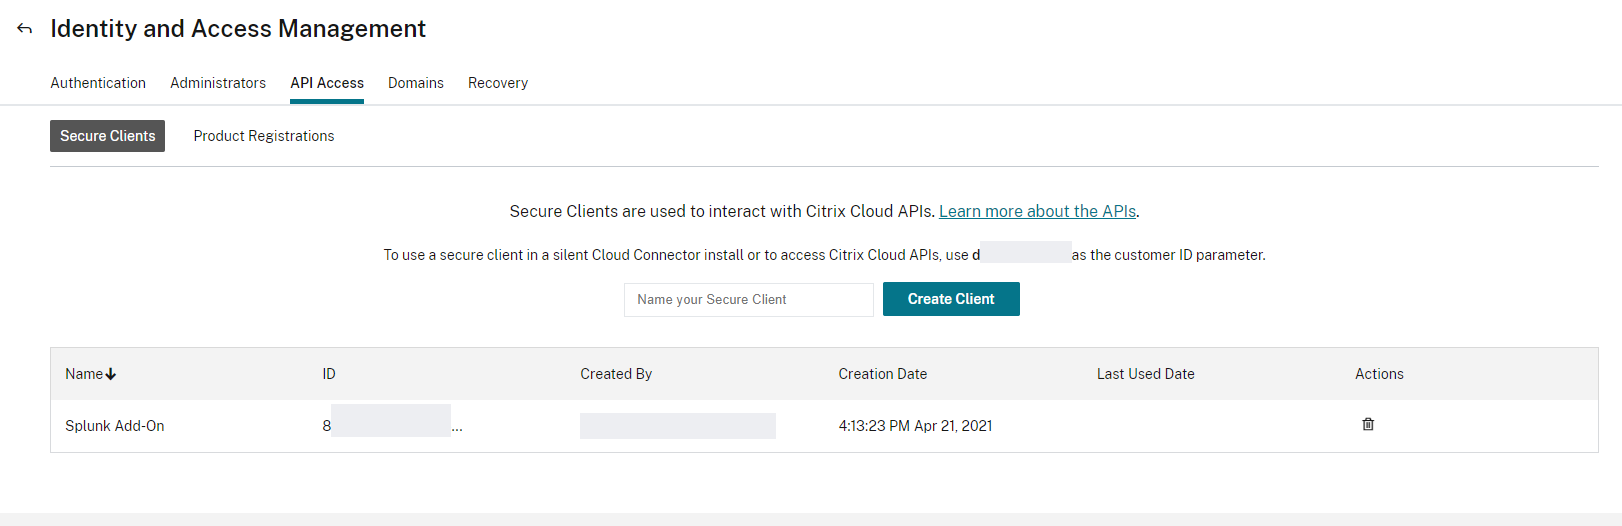 Identity and Access Management
Authentication Administrators API Access Domains Recovery
Secure Clients Product Registrations
Secure Clients are used to interact with Citrix Cloud APIs. Learn more about the APIs.
To use a secure client in a silent Cloud Connector install or to access Citrix Cloud APIs, use d as the customer ID parameter.
Name your Secure Client Create Client
Name ID Created By Creation Date Last Used Date Actions
Splunk Add-On 8 ... 4:13:23 PM Apr 21, 2021